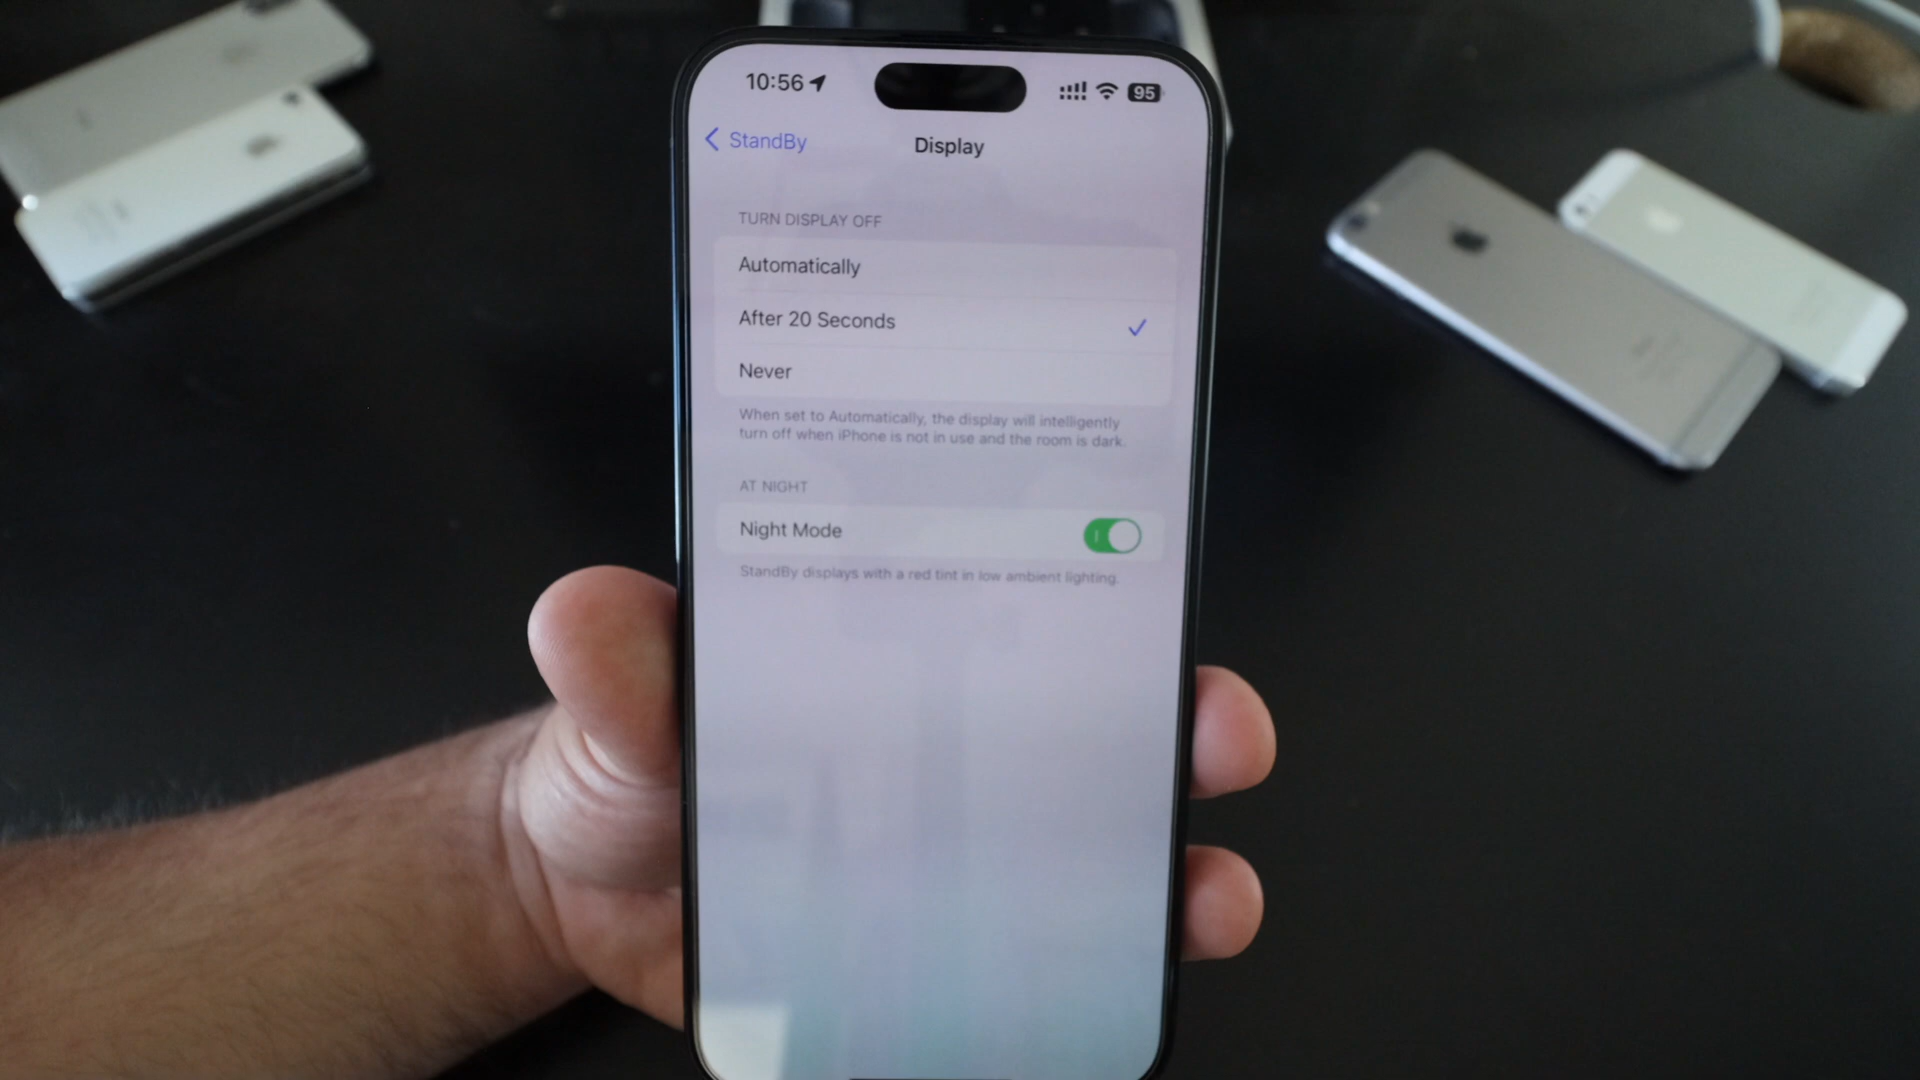 10:56
95
StandBy
Display
TURN DISPLAY OFF
Automatically
After 20 Seconds
Never
When set to Automatically, the display will intelligently
turn off when iPhone is not in use and the room is dark.
AT NIGHT
Night Mode
StandBy displays with a red tint in low ambient lighting.